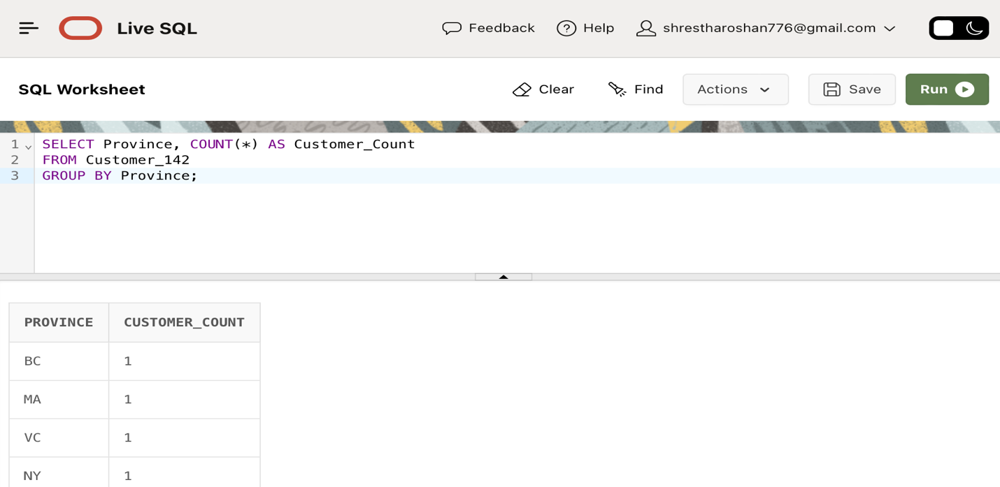 Live SQL
Feedback
Help
shrestharoshan776@gmail.com
SQL Worksheet
Clear
Find
Actions
Save
Run
1 SELECT Province, COUNT(*) AS Customer_Count
2 FROM Customer_142
3 GROUP BY Province;
PROVINCE CUSTOMER_COUNT
BC 1
MA 1
VC 1
NY 1